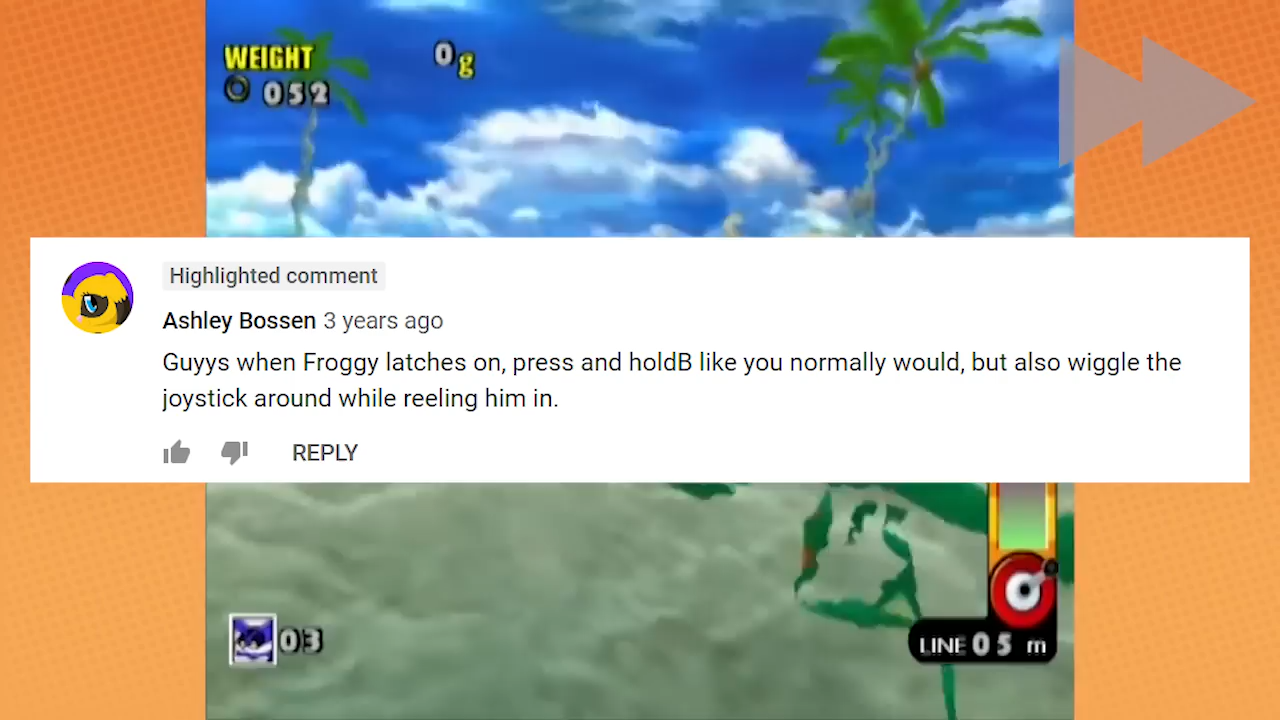 WEIGHT 0g
052
Highlighted comment
Ashley Bossen 3 years ago
Guyys when Froggy latches on, press and holdB like you normally would, but also wiggle the
joystick around while reeling him in.
REPLY
03
LINE 05 m